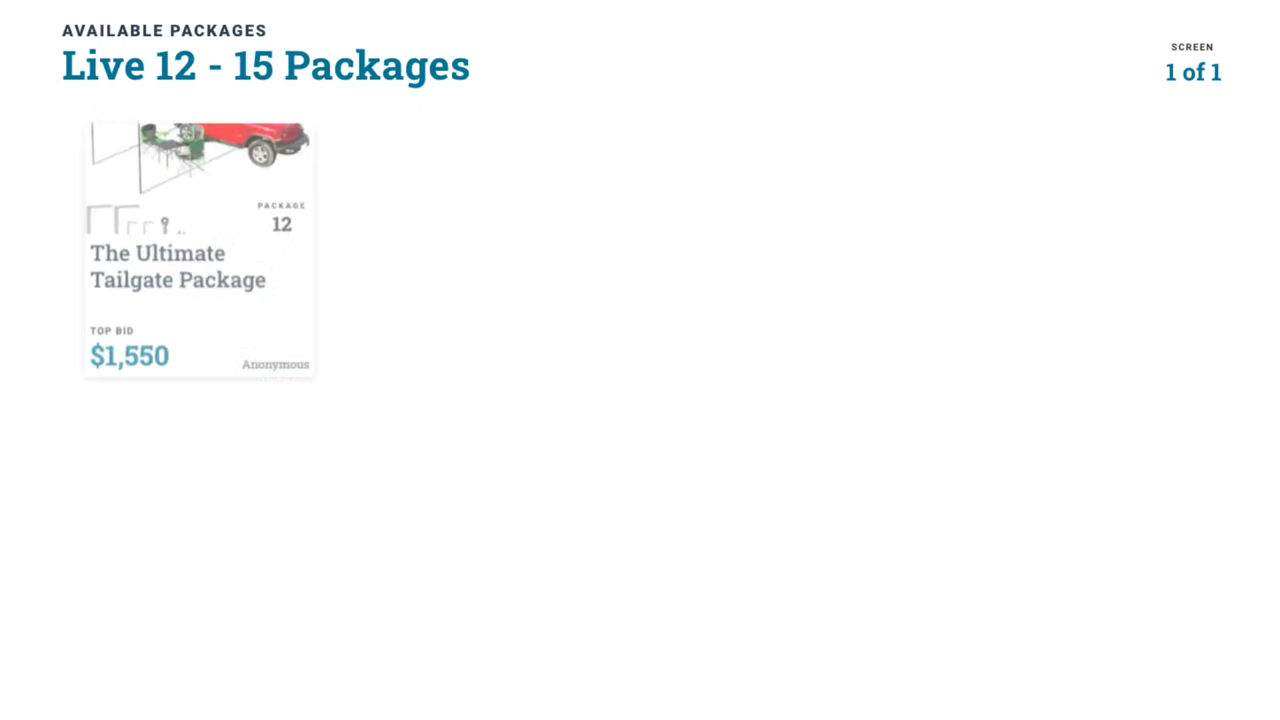 AVAILABLE PACKAGES
Live 12 - 15 Packages
SCREEN
1 of 1
PACKAGE
12
The Ultimate
Tailgate Package
TOP BID
$1,550
Anonymous